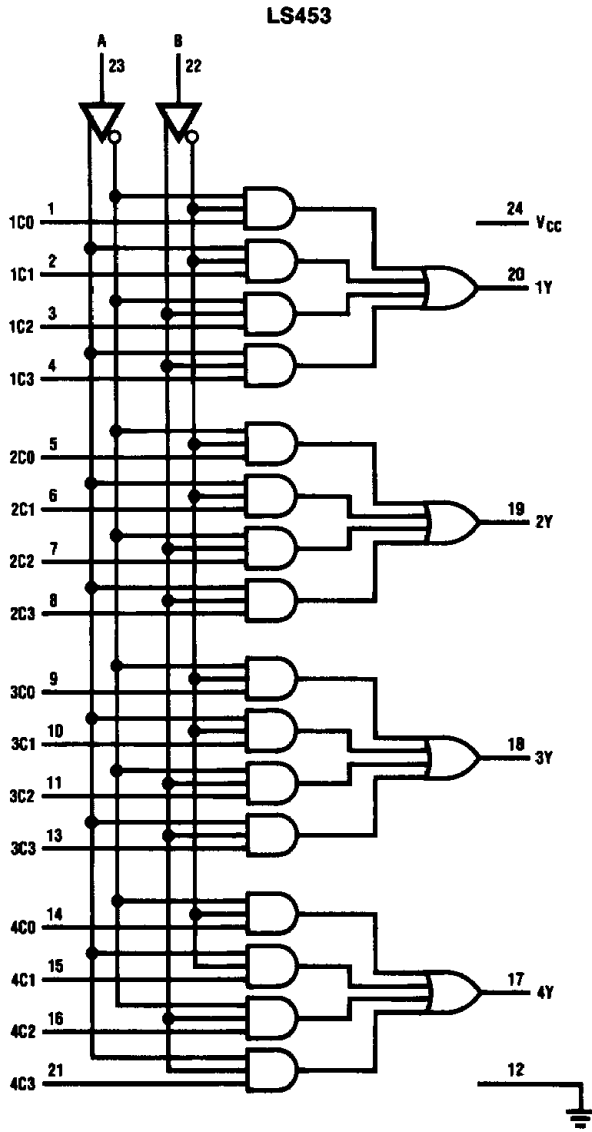 LS453
A B
23 22
1C0 1
1C1 2
1C2 3
1C3 4
24 VCC
20 1Y
2C0 5
2C1 6
2C2 7
2C3 8
19 2Y
3C0 9
3C1 10
3C2 11
3C3 13
18 3Y
4C0 14
4C1 15
4C2 16
4C3 21
17 4Y
12